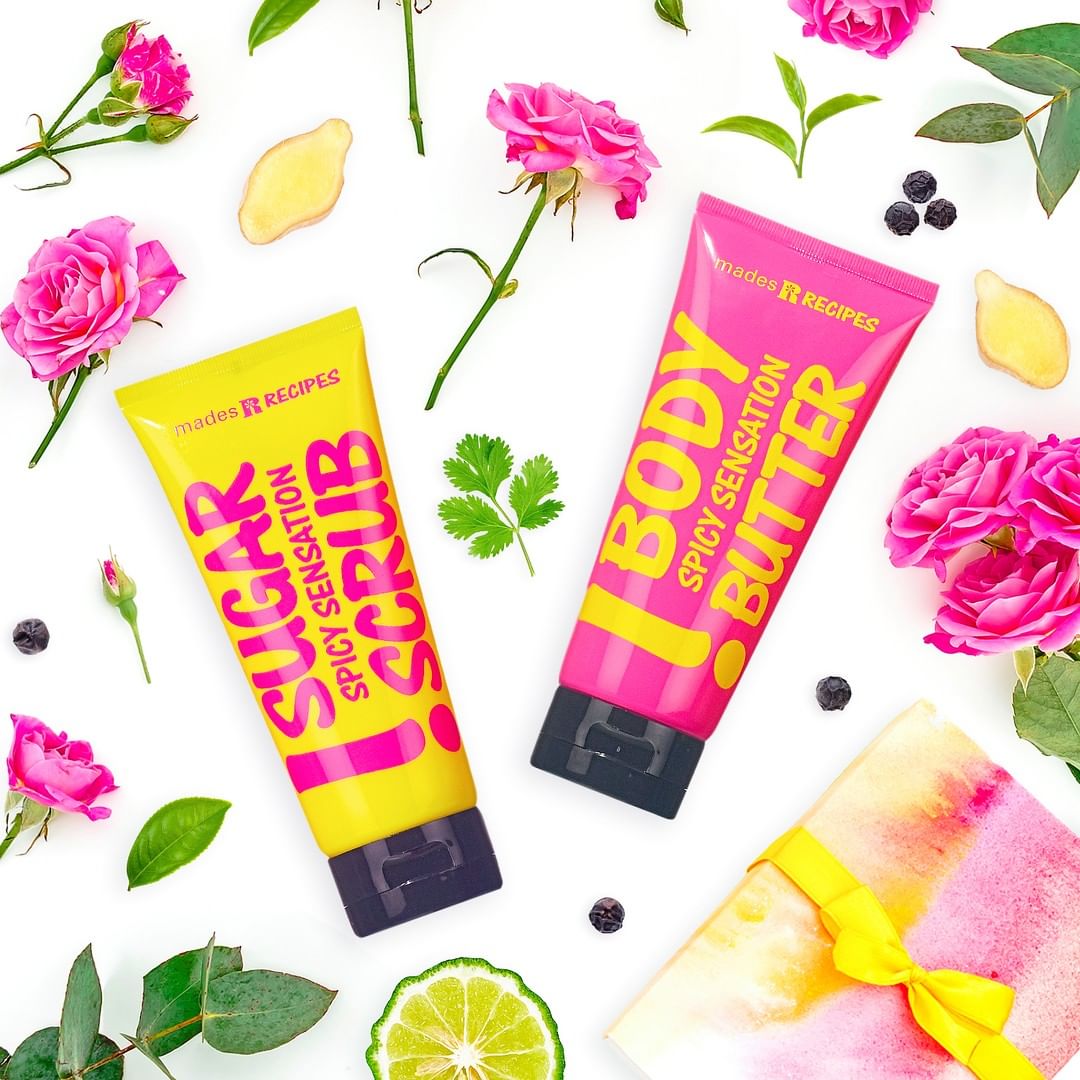 mades R RECIPES
SUGAR
SPICY SENSATION
SCRUB
mades R RECIPES
BODY
SPICY SENSATION
BUTTER